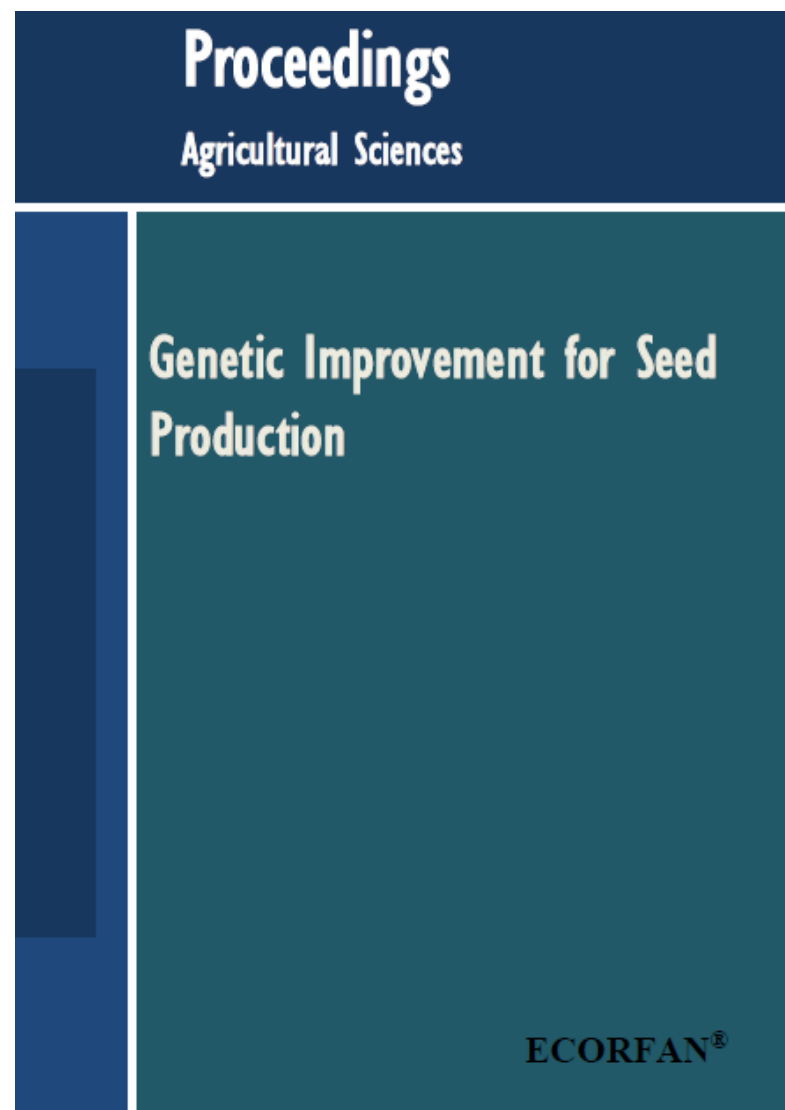 Proceedings
Agricultural Sciences
Genetic Improvement for Seed
Production
ECORFAN®